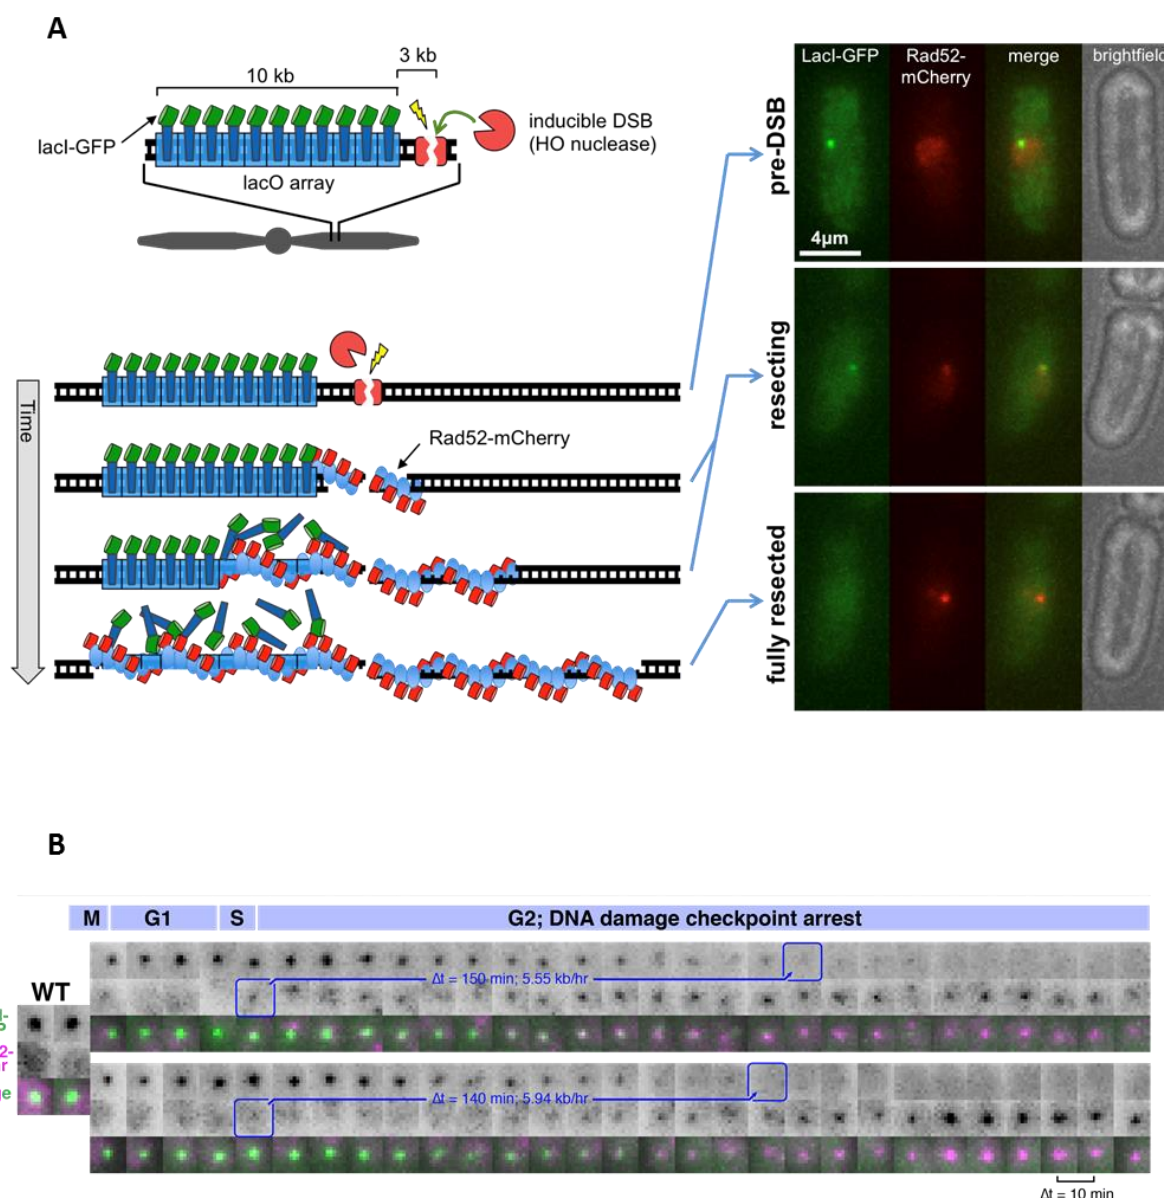 A
3 kb
10 kb
lacI-GFP
inducible DSB
(HO nuclease)
lacO array
Time
Rad52-mCherry
LacI-GFP
Rad52-
mCherry
merge
brightfield
pre-DSB
4µm
resecting
fully resected
B
M
G1
S
G2; DNA damage checkpoint arrest
WT
Δt = 150 min; 5.55 kb/hr
Δt = 140 min; 5.94 kb/hr
Δt = 10 min